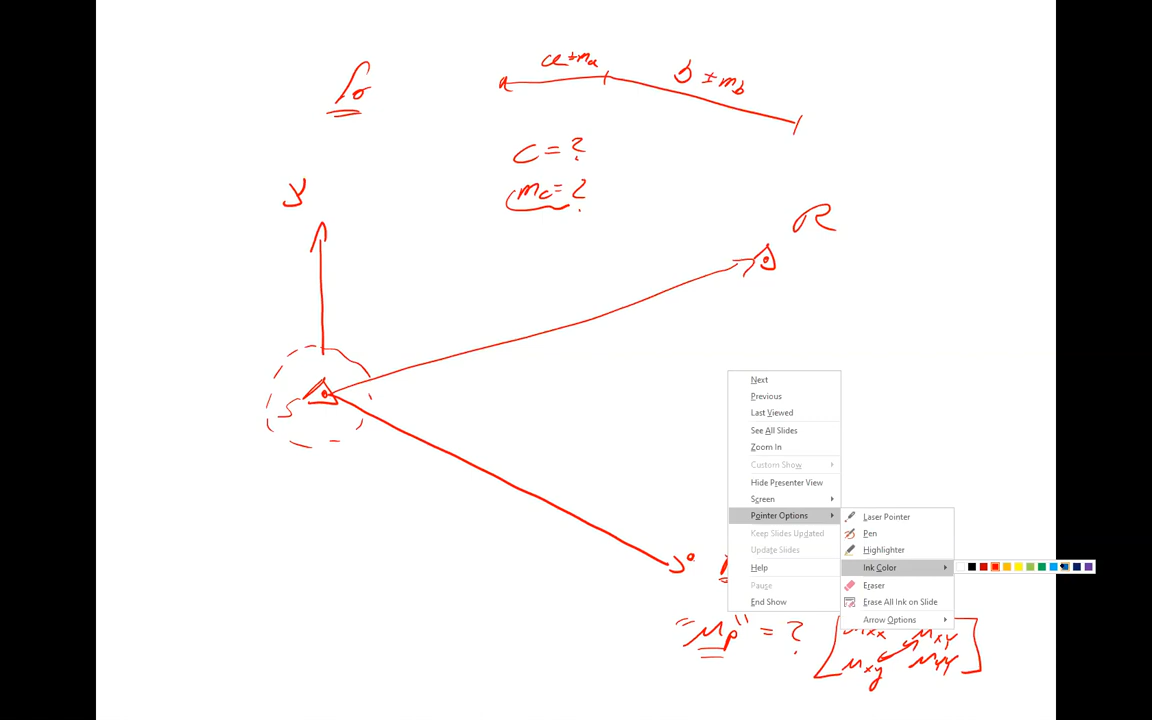 a ± ma
b ± mb
fσ
C = ?
mc = ?
y
R
S
Next
Previous
Last Viewed
See All Slides
Zoom In
Custom Show
Hide Presenter View
Screen
Pointer Options
Laser Pointer
Pen
Keep Slides Updated
Highlighter
Update Slides
Help
Ink Color
Pause
Eraser
End Show
Erase All Ink on Slide
Arrow Options
"Mp" = ?
Mxx Mxy
Mxy Myy